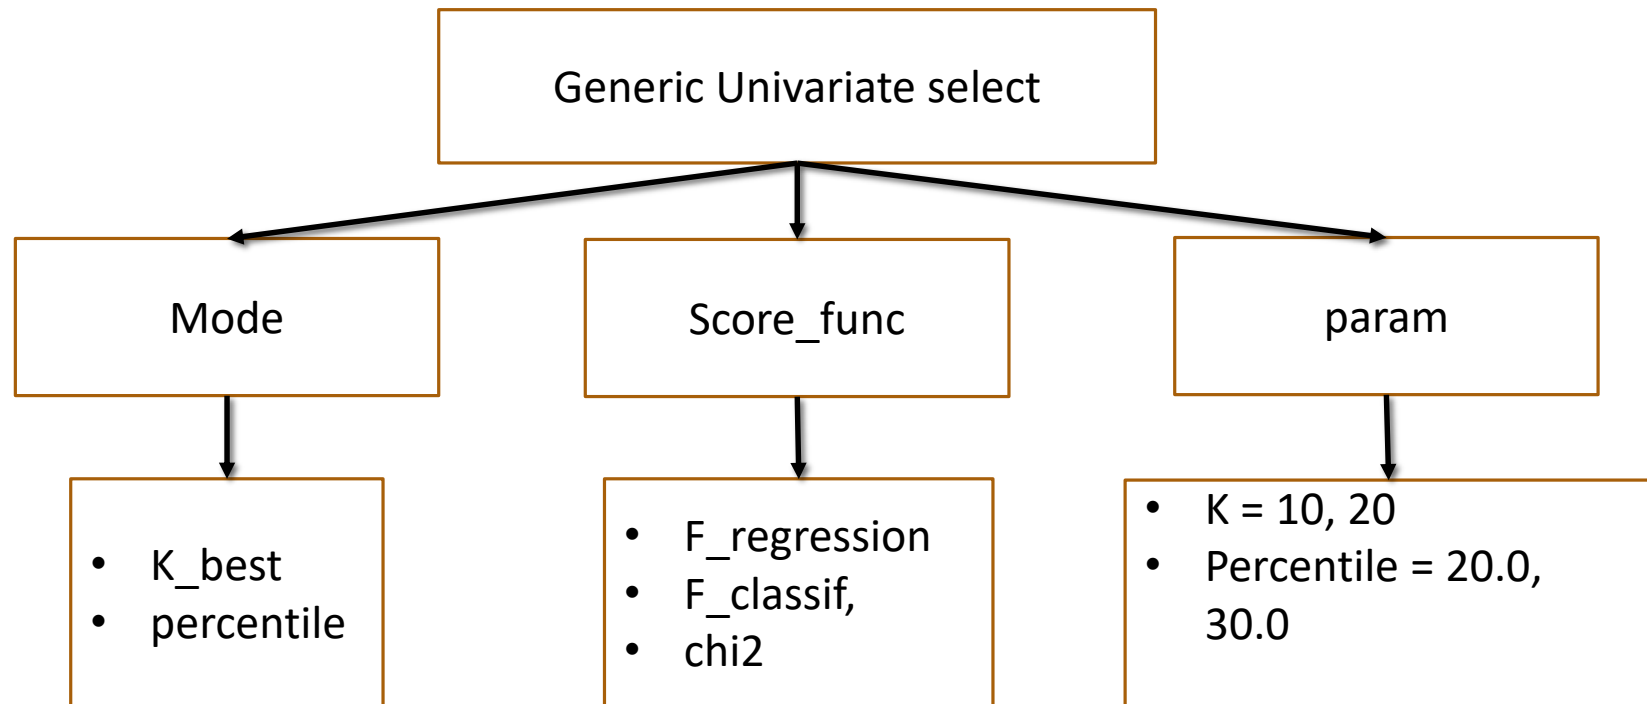 Generic Univariate select
Mode
Score_func
param
• K_best
• percentile
• F_regression
• F_classif,
• chi2
• K = 10, 20
• Percentile = 20.0,
30.0